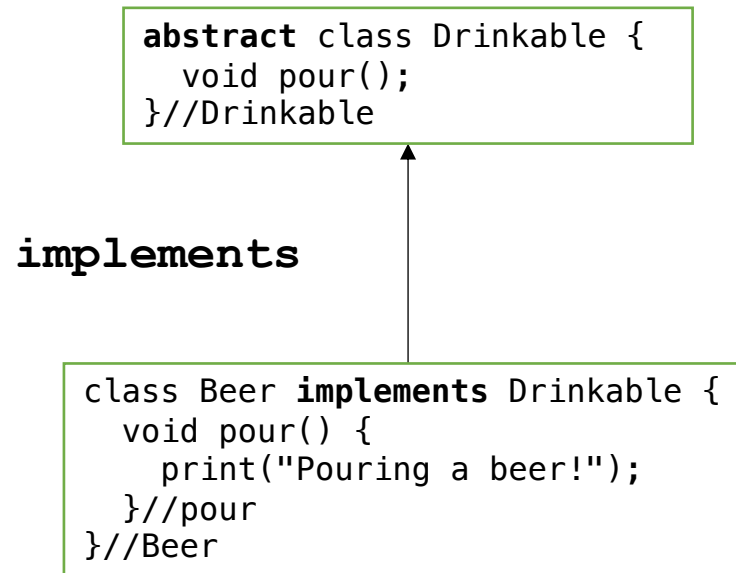 abstract class Drinkable {
  void pour();
}//Drinkable
implements
class Beer implements Drinkable {
  void pour() {
    print("Pouring a beer!");
  }//pour
}//Beer